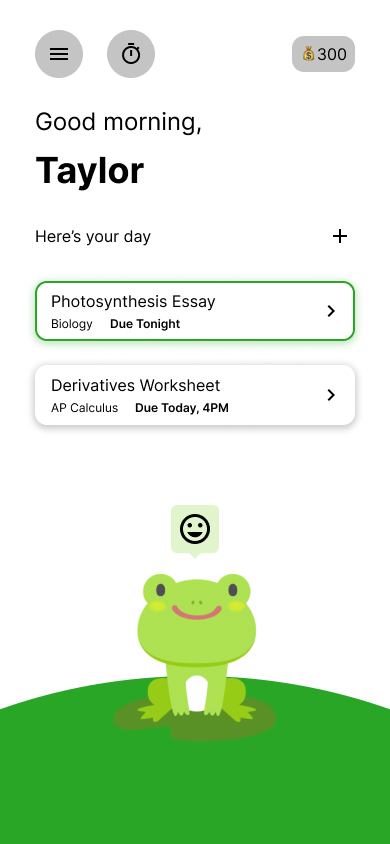 300
Good morning,
Taylor
Here’s your day
Photosynthesis Essay
Biology Due Tonight
Derivatives Worksheet
AP Calculus Due Today, 4PM